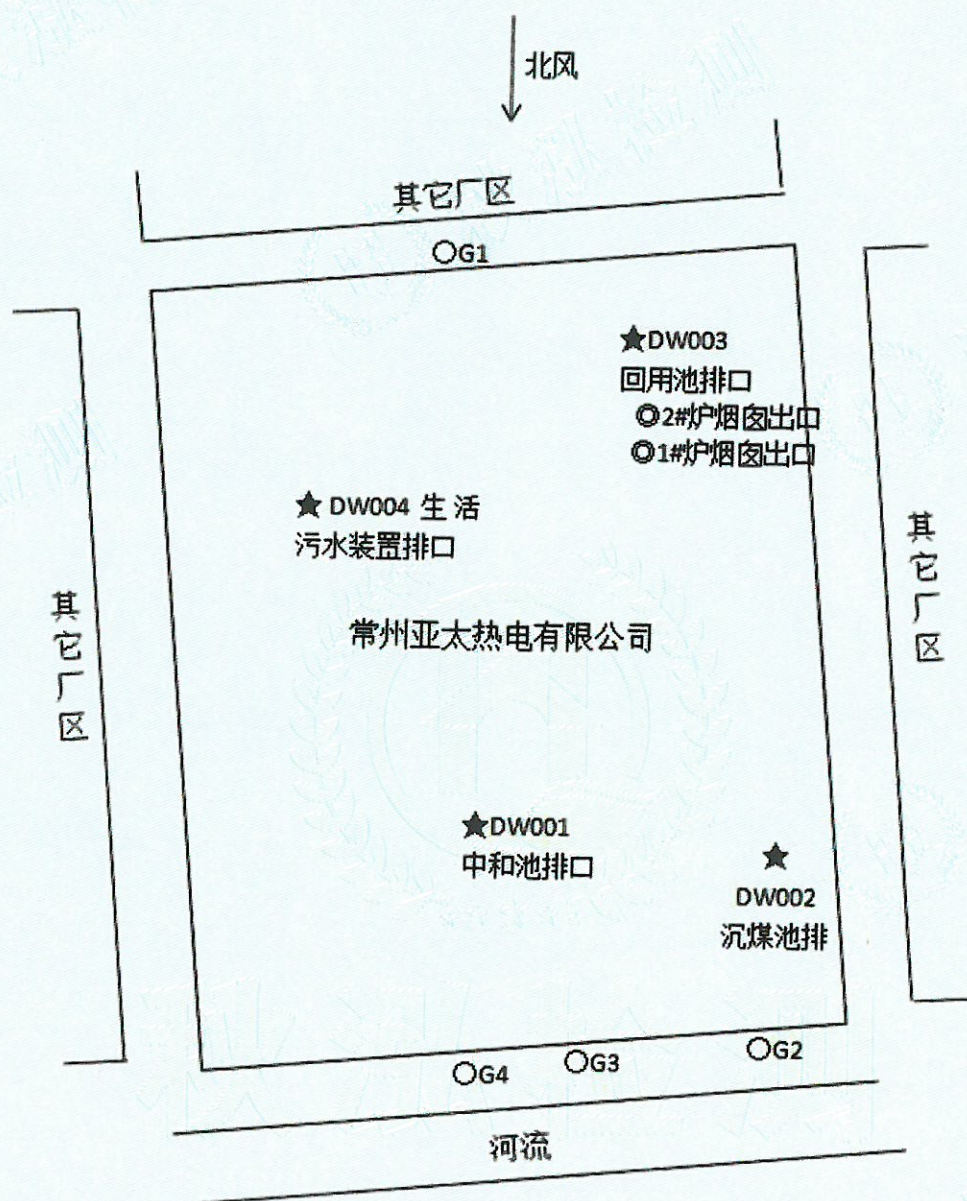 北风
其它厂区
○G1
★DW003
回用池排口
◎2#炉烟囱出口
◎1#炉烟囱出口
★ DW004 生 活
污水装置排口
其它厂区
其它厂区
常州亚太热电有限公司
★DW001
中和池排口
★
DW002
沉煤池排
○G4
○G3
○G2
河流